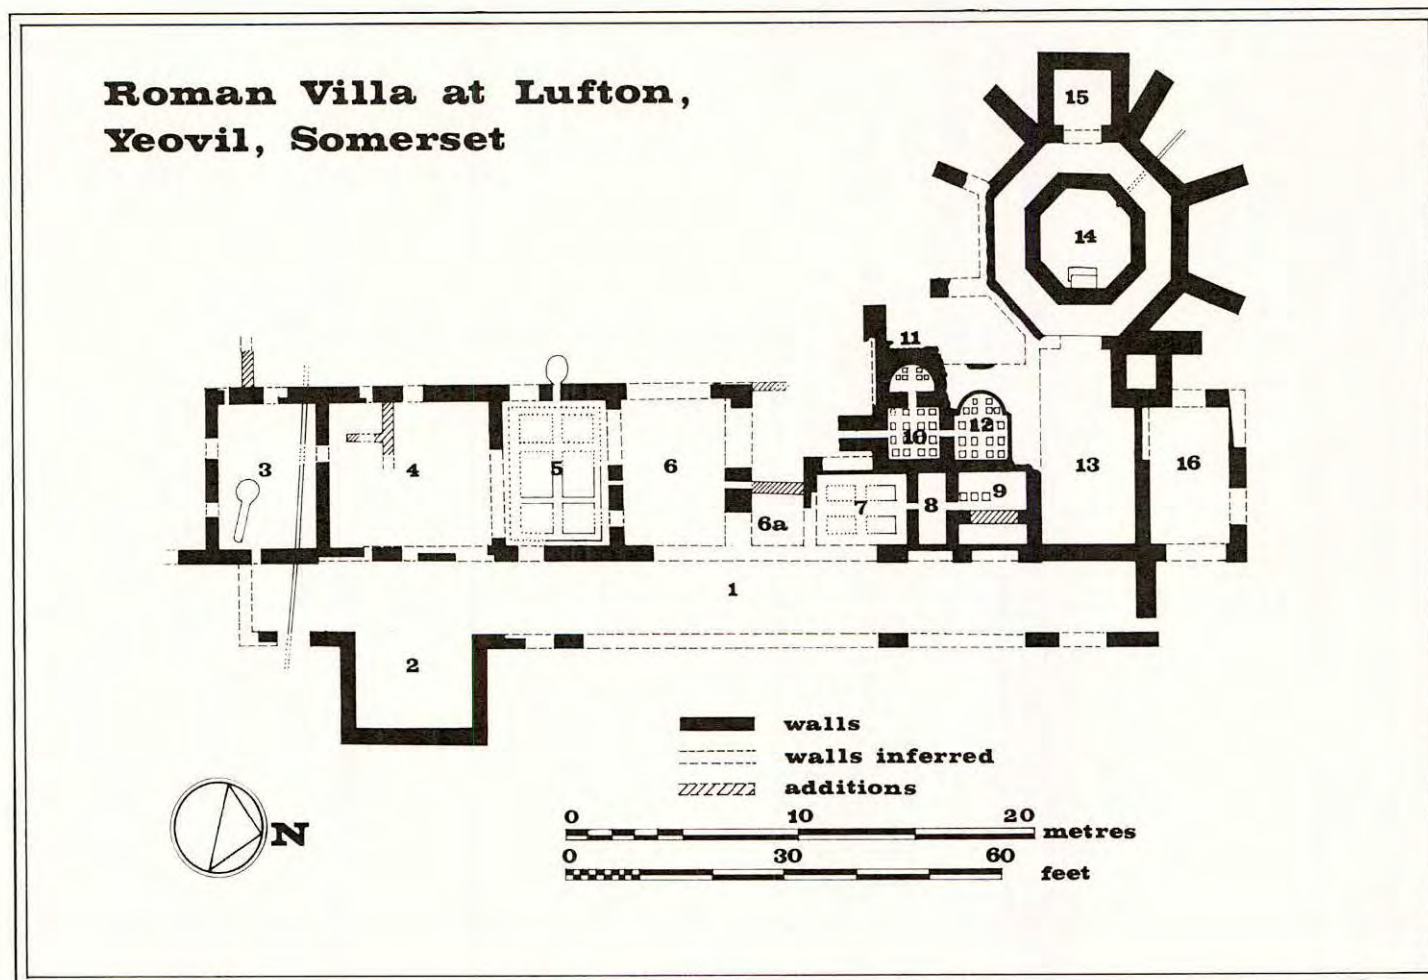 Roman Villa at Lufton,
Yeovil, Somerset
15
14
11
12
10
3
4
5
6
7
8
9
13
16
6a
1
2
walls
walls inferred
additions
N
0 10 20 metres
0 30 60 feet